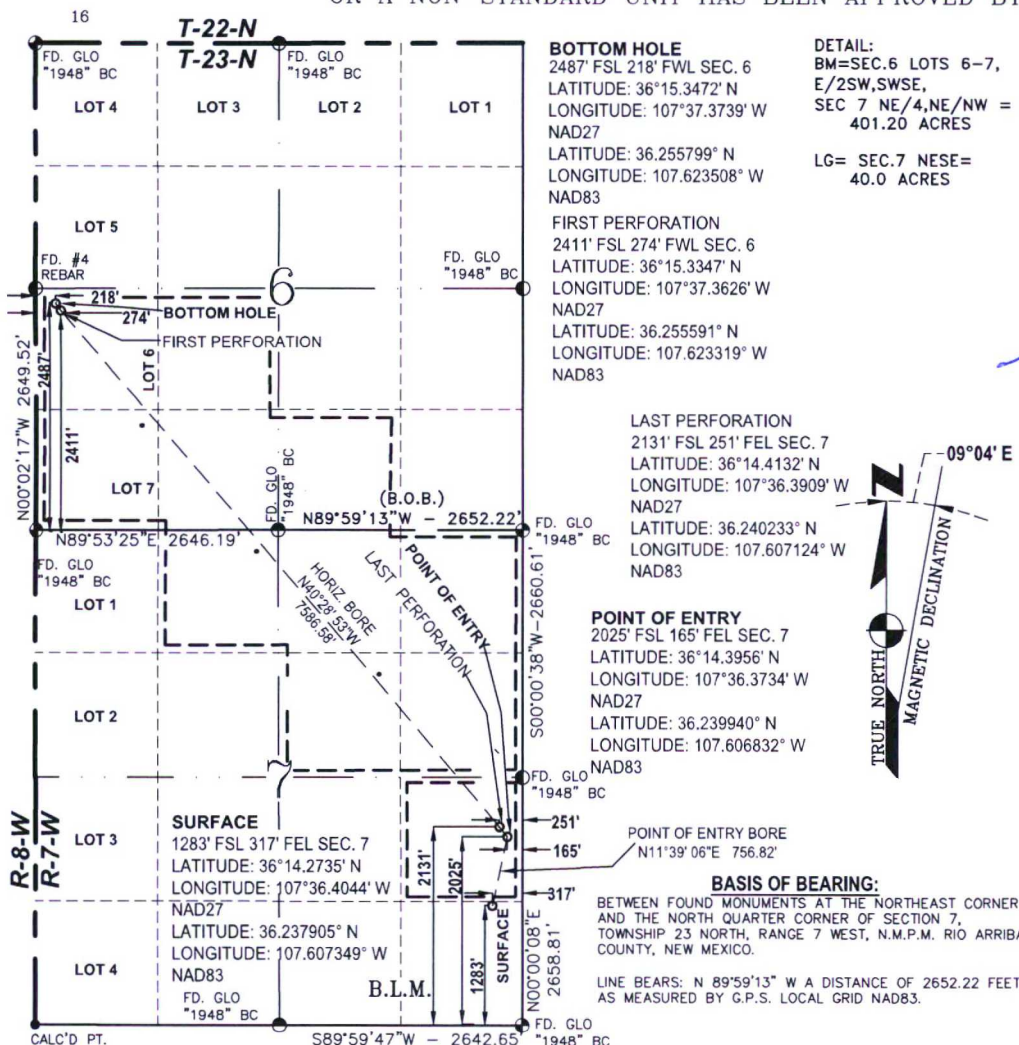 OR A NON-STANDARD UNIT HAS BEEN APPROVED BY
16
T-22-N
T-23-N
FD. GLO
"1948" BC
FD. GLO
"1948" BC
LOT 4
LOT 3
LOT 2
LOT 1
BOTTOM HOLE
2487' FSL 218' FWL SEC. 6
LATITUDE: 36°15.3472' N
LONGITUDE: 107°37.3739' W
NAD27
LATITUDE: 36.255799° N
LONGITUDE: 107.623508° W
NAD83
DETAIL:
BM=SEC.6 LOTS 6-7,
E/2SW,SWSE,
SEC 7 NE/4,NE/NW =
401.20 ACRES
LG= SEC.7 NESE=
40.0 ACRES
FIRST PERFORATION
2411' FSL 274' FWL SEC. 6
LATITUDE: 36°15.3347' N
LONGITUDE: 107°37.3626' W
NAD27
LATITUDE: 36.255591° N
LONGITUDE: 107.623319° W
NAD83
LOT 5
FD. #4
REBAR
6
FD. GLO
"1948" BC
218'
BOTTOM HOLE
274'
FIRST PERFORATION
N00°02'17"W 2649.52'
2487'
2411'
LOT 6
LOT 7
FD. GLO
"1948" BC
(B.O.B.)
N89°59'13"W - 2652.22'
FD. GLO
"1948" BC
N89°53'25"E 2646.19'
FD. GLO
"1948" BC
LAST PERFORATION
2131' FSL 251' FEL SEC. 7
LATITUDE: 36°14.4132' N
LONGITUDE: 107°36.3909' W
NAD27
LATITUDE: 36.240233° N
LONGITUDE: 107.607124° W
NAD83
09°04' E
N
TRUE NORTH
MAGNETIC DECLINATION
LOT 1
HORIZ. BORE
N40°28'53"W
7586.58'
LAST PERFORATION
POINT OF ENTRY
S00°00'38"W-2660.61'
POINT OF ENTRY
2025' FSL 165' FEL SEC. 7
LATITUDE: 36°14.3956' N
LONGITUDE: 107°36.3734' W
NAD27
LATITUDE: 36.239940° N
LONGITUDE: 107.606832° W
NAD83
LOT 2
7
FD. GLO
"1948" BC
R-8-W
R-7-W
LOT 3
SURFACE
1283' FSL 317' FEL SEC. 7
LATITUDE: 36°14.2735' N
LONGITUDE: 107°36.4044' W
NAD27
LATITUDE: 36.237905° N
LONGITUDE: 107.607349° W
NAD83
2131'
2025'
251'
165'
317'
POINT OF ENTRY BORE
N11°39'06"E 756.82'
1283'
SURFACE
N00°00'08"E
2658.81'
LOT 4
B.L.M.
FD. GLO
"1948" BC
FD. GLO
"1948" BC
CALC'D PT.
S89°59'47"W - 2642.65'
BASIS OF BEARING:
BETWEEN FOUND MONUMENTS AT THE NORTHEAST CORNER
AND THE NORTH QUARTER CORNER OF SECTION 7,
TOWNSHIP 23 NORTH, RANGE 7 WEST, N.M.P.M. RIO ARRIBA
COUNTY, NEW MEXICO.
LINE BEARS: N 89°59'13" W A DISTANCE OF 2652.22 FEET
AS MEASURED BY G.P.S. LOCAL GRID NAD83.